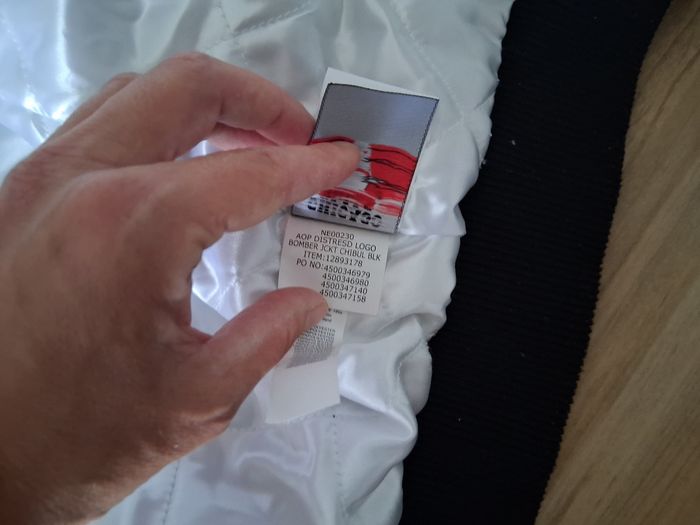 NE00230
AOP DISTRESD LOGO
BOMBER JCKT CHIBUL BLK
ITEM:12893178
PO NO:4500346979
4500346980
4500347140
4500347158